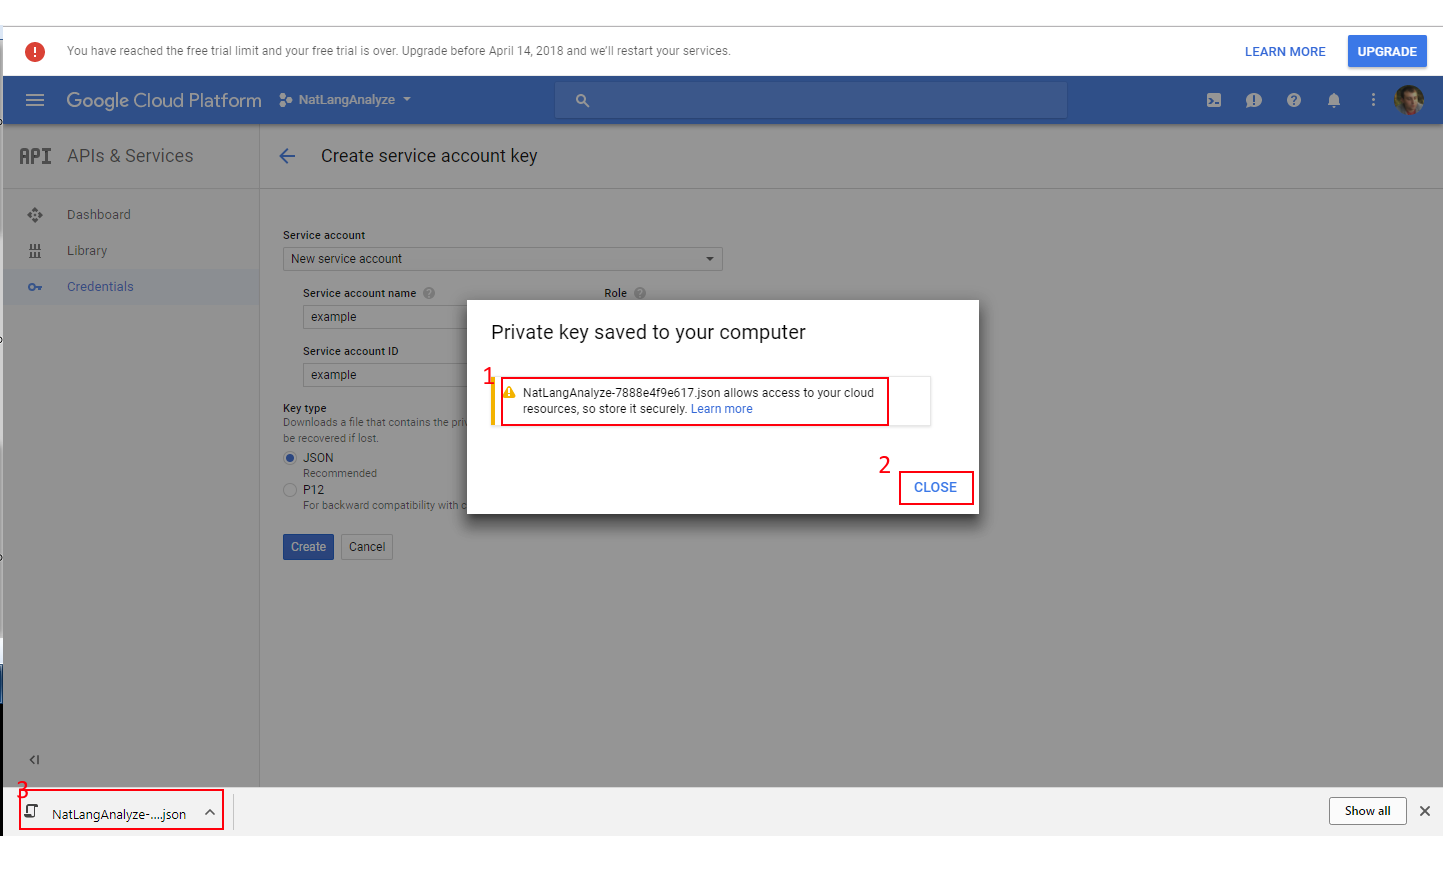 You have reached the free trial limit and your free trial is over. Upgrade before April 14, 2018 and we'll restart your services.
LEARN MORE
UPGRADE
Google Cloud Platform
NatLangAnalyze
API
APIs & Services
Create service account key
Dashboard
Library
Credentials
Service account
New service account
Service account name
Role
example
Service account ID
example
Key type
Downloads a file that contains the
be recovered if lost.
JSON
Recommended
P12
For backward compatibility with
Create
Cancel
Private key saved to your computer
1
NatLangAnalyze-7888e4f9e617.json allows access to your cloud
resources, so store it securely. Learn more
2
CLOSE
3
NatLangAnalyze-....json
Show all